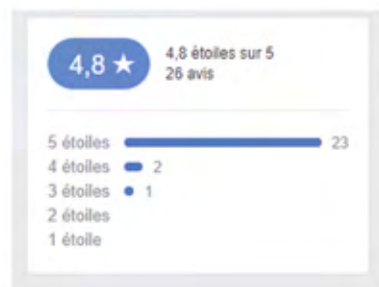 4,8 ★
4,8 étoiles sur 5
26 avis
5 étoiles 23
4 étoiles 2
3 étoiles 1
2 étoiles
1 étoile